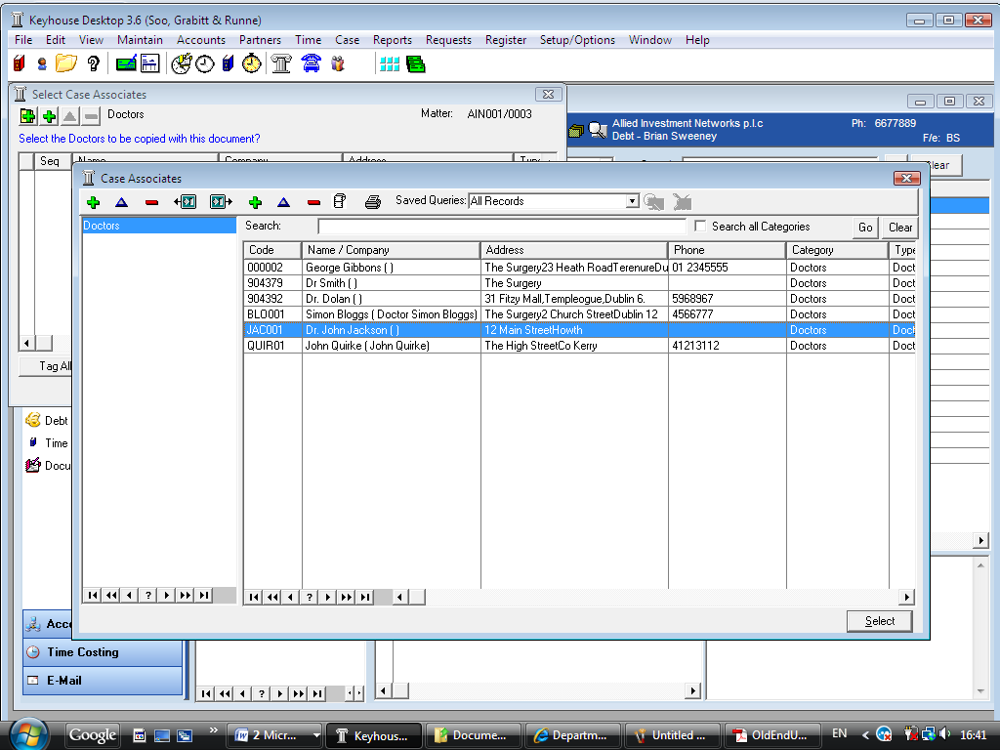 Keyhouse Desktop 3.6 (Soo, Grabitt & Runne)
File Edit View Maintain Accounts Partners Time Case Reports Requests Register Setup/Options Window Help
Select Case Associates
Doctors Matter: AIN001/0003
Select the Doctors to be copied with this document?
Allied Investment Networks p.l.c Ph: 6677889
Debt - Brian Sweeney F/e: BS
Seq Name Company Address Type
Clear
Case Associates
Saved Queries: All Records
Doctors
Search: Search all Categories Go Clear
Code Name / Company Address Phone Category Type
000002 George Gibbons ( ) The Surgery23 Heath RoadTerenureDu 01 2345555 Doctors Doct
904379 Dr Smith ( ) The Surgery Doctors Doct
904392 Dr. Dolan ( ) 31 Fitzy Mall,Templeogue,Dublin 6. 5968967 Doctors Doct
BLO001 Simon Bloggs ( Doctor Simon Bloggs) The Surgery2 Church StreetDublin 12 4566777 Doctors Doct
JAC001 Dr. John Jackson ( ) 12 Main StreetHowth Doctors Doct
QUIR01 John Quirke ( John Quirke) The High StreetCo Kerry 41213112 Doctors Doct
Tag All
Debt
Time
Docu
Select
Acco
Time Costing
E-Mail
Google » 2 Micr... Keyhous... Docume... Departm... Untitled ... OldEndU... EN < 16:41